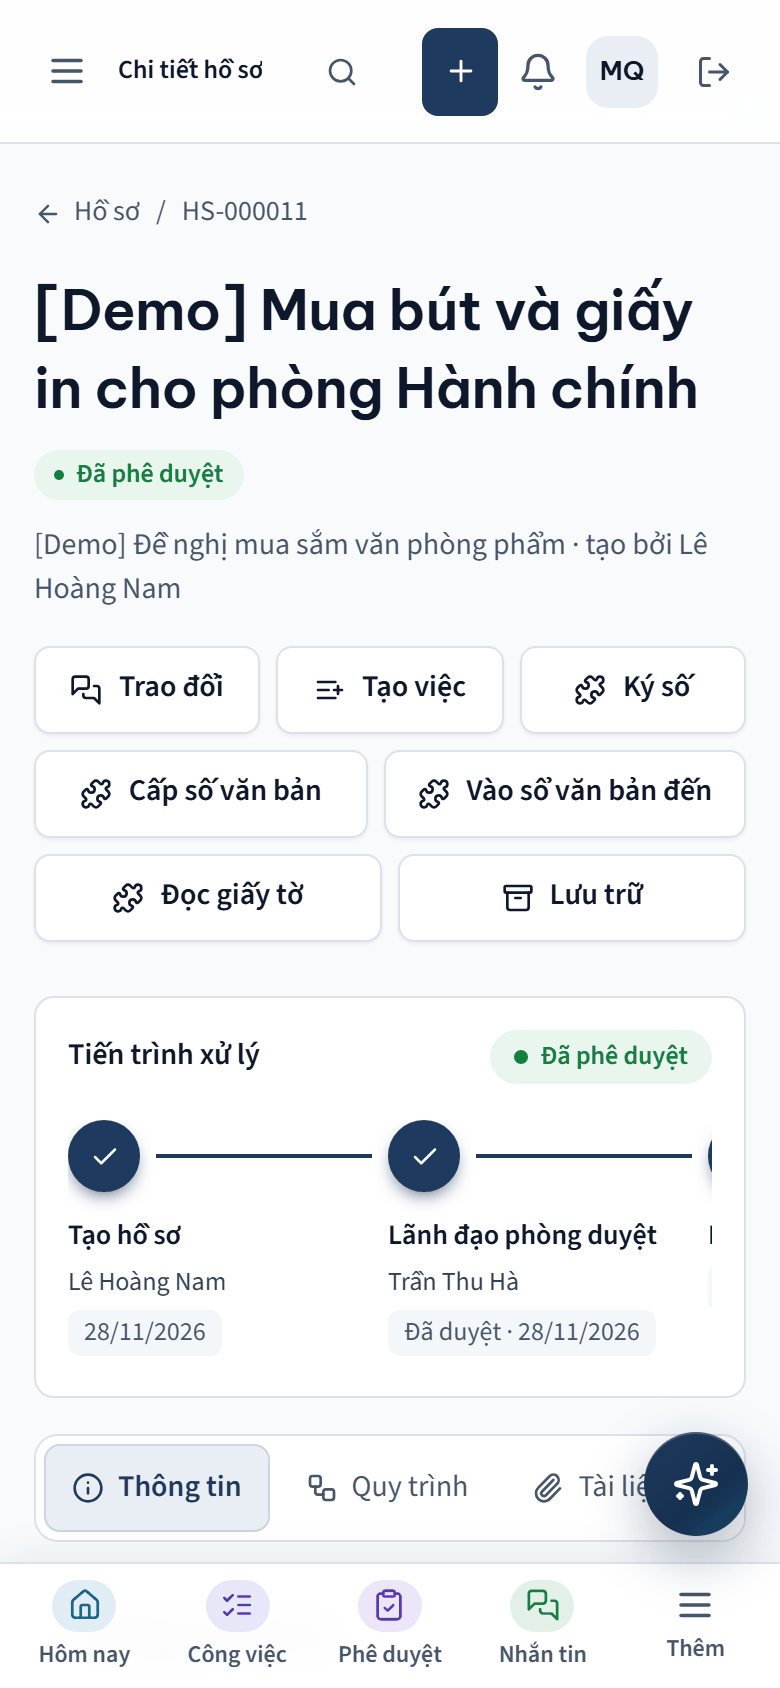 Chi tiết hồ sơ
MQ
Hồ sơ / HS-000011
[Demo] Mua bút và giấy
in cho phòng Hành chính
Đã phê duyệt
[Demo] Đề nghị mua sắm văn phòng phẩm · tạo bởi Lê
Hoàng Nam
Trao đổi
Tạo việc
Ký số
Cấp số văn bản
Vào sổ văn bản đến
Đọc giấy tờ
Lưu trữ
Tiến trình xử lý
Đã phê duyệt
Tạo hồ sơ
Lãnh đạo phòng duyệt
Lê Hoàng Nam
Trần Thu Hà
28/11/2026
Đã duyệt · 28/11/2026
Thông tin
Quy trình
Hôm nay
Công việc
Phê duyệt
Nhắn tin
Thêm